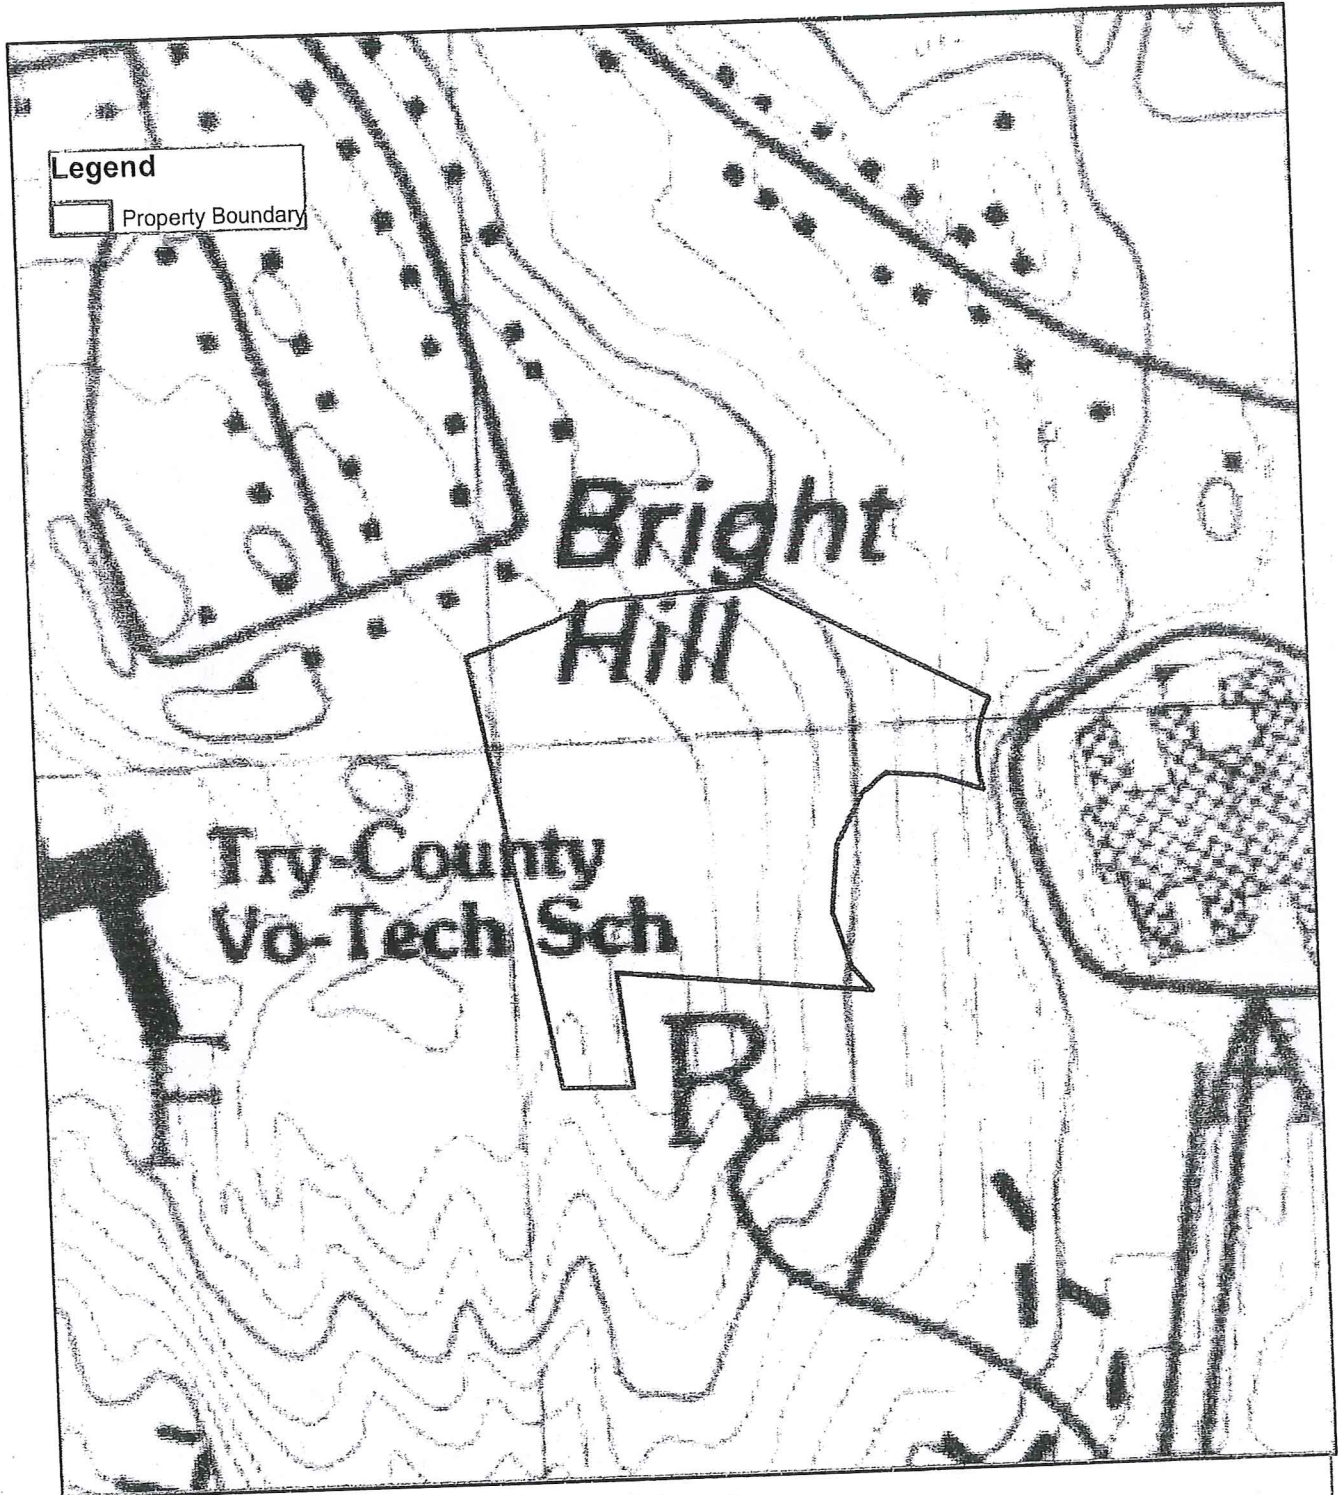 Legend
Property Boundary
Bright
Hill
Try-County
Vo-Tech Sch
F
R
A